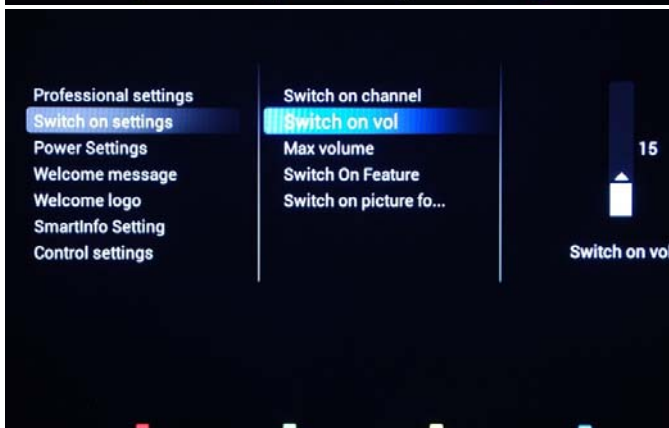 Professional settings
Switch on settings
Power Settings
Welcome message
Welcome logo
SmartInfo Setting
Control settings
Switch on channel
Switch on vol
Max volume
Switch On Feature
Switch on picture fo...
15
Switch on vol